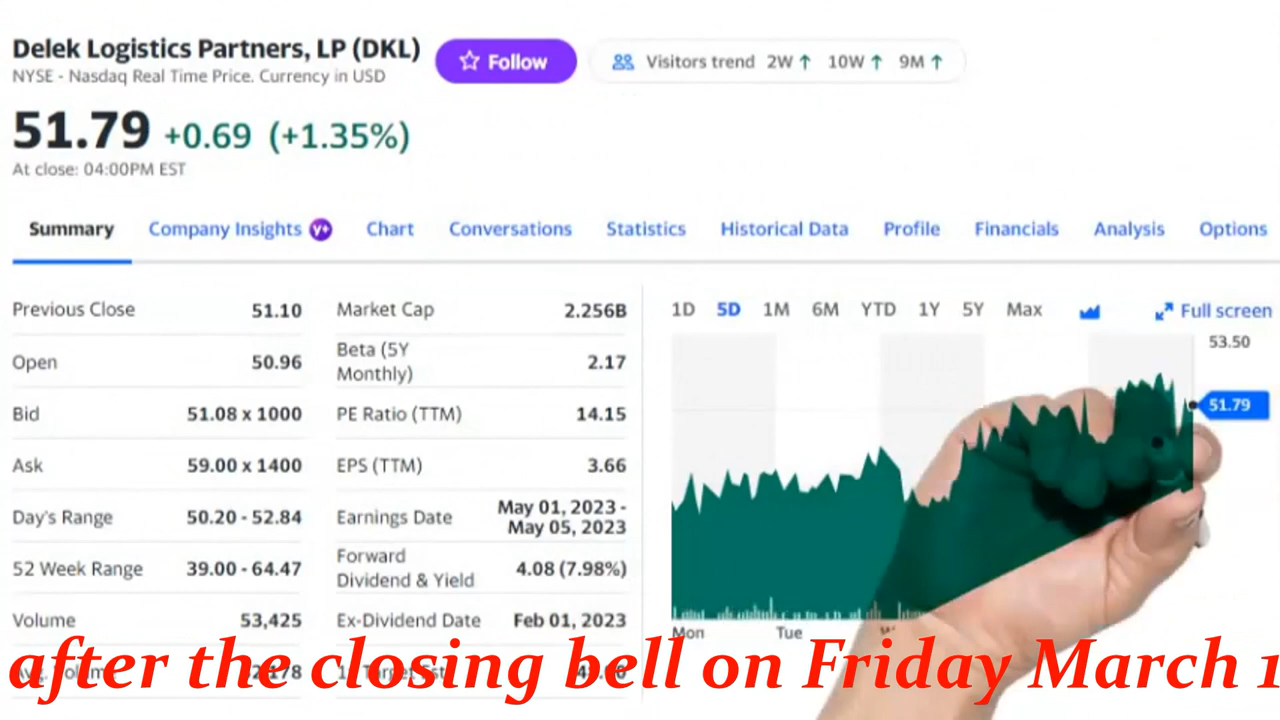 Delek Logistics Partners, LP (DKL)
Follow
Visitors trend 2W ↑ 10W ↑ 9M ↑
NYSE - Nasdaq Real Time Price. Currency in USD
51.79 +0.69 (+1.35%)
At close: 04:00PM EST
Summary Company Insights Y+ Chart Conversations Statistics Historical Data Profile Financials Analysis Options
Previous Close 51.10
Open 50.96
Bid 51.08 x 1000
Ask 59.00 x 1400
Day's Range 50.20 - 52.84
52 Week Range 39.00 - 64.47
Volume 53,425
Avg. Volume
Market Cap 2.256B
Beta (5Y
Monthly) 2.17
PE Ratio (TTM) 14.15
EPS (TTM) 3.66
Earnings Date May 01, 2023 -
May 05, 2023
Forward
Dividend & Yield 4.08 (7.98%)
Ex-Dividend Date Feb 01, 2023
1D 5D 1M 6M YTD 1Y 5Y Max
Full screen
53.50
51.79
Mon Tue
after the closing bell on Friday March 1